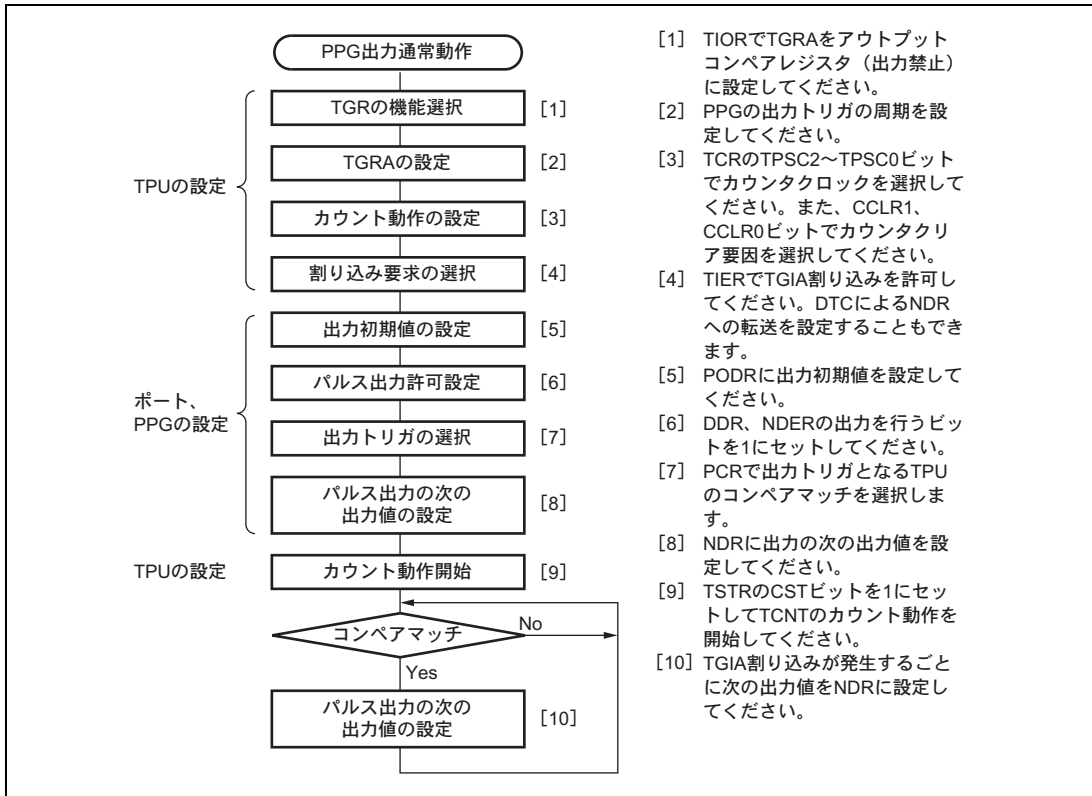 PPG出力通常動作
TPUの設定
TGRの機能選択 [1]
TGRAの設定 [2]
カウント動作の設定 [3]
割り込み要求の選択 [4]
ポート、
PPGの設定
出力初期値の設定 [5]
パルス出力許可設定 [6]
出力トリガの選択 [7]
パルス出力の次の
出力値の設定 [8]
TPUの設定
カウント動作開始 [9]
コンペアマッチ
No
Yes
パルス出力の次の
出力値の設定 [10]
[1] TIORでTGRAをアウトプット
コンペアレジスタ（出力禁止）
に設定してください。
[2] PPGの出力トリガの周期を設
定してください。
[3] TCRのTPSC2～TPSC0ビット
でカウンタクロックを選択して
ください。また、CCLR1、
CCLR0ビットでカウンタクリ
ア要因を選択してください。
[4] TIERでTGIA割り込みを許可し
てください。DTCによるNDR
への転送を設定することもでき
ます。
[5] PODRに出力初期値を設定して
ください。
[6] DDR、NDERの出力を行うビッ
トを1にセットしてください。
[7] PCRで出力トリガとなるTPU
のコンペアマッチを選択しま
す。
[8] NDRに出力の次の出力値を設
定してください。
[9] TSTRのCSTビットを1にセッ
トしてTCNTのカウント動作を
開始してください。
[10] TGIA割り込みが発生するごと
に次の出力値をNDRに設定し
てください。